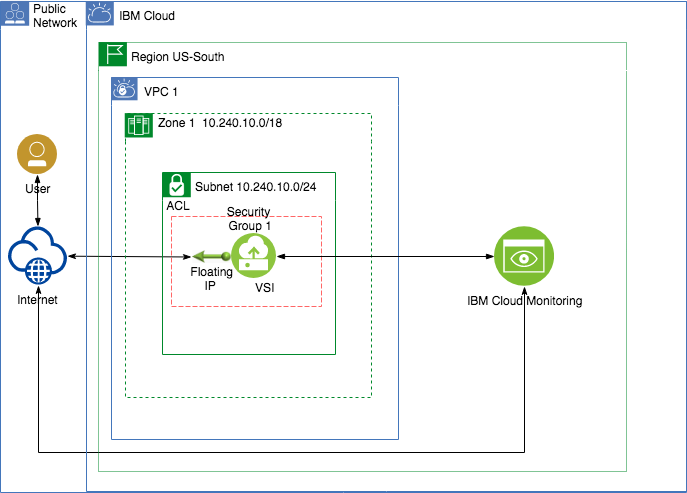 Public
Network
IBM Cloud
Region US-South
VPC 1
Zone 1 10.240.10.0/18
Subnet 10.240.10.0/24
ACL
Security
Group 1
User
Floating
IP
VSI
Internet
IBM Cloud Monitoring